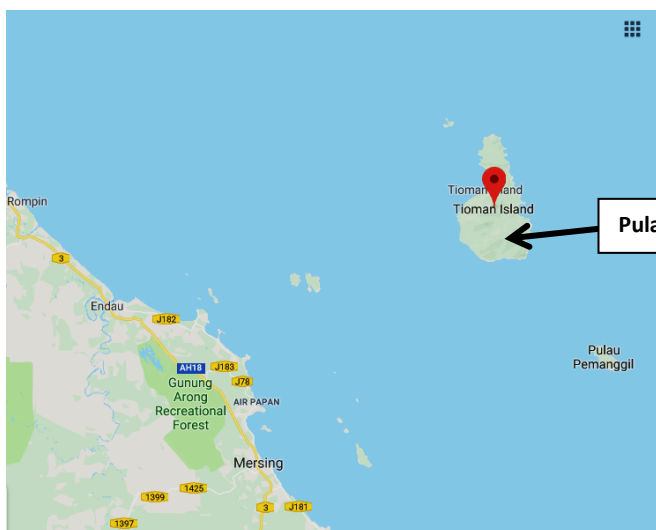 Tioman Island
Rompin
Tioman Island
Pula
3
Endau
J182
Pulau
Pemanggil
AH18
J183
Gunung
Arong
Recreational
Forest
J78
AIR PAPAN
Mersing
1425
1399
3
J181
1397